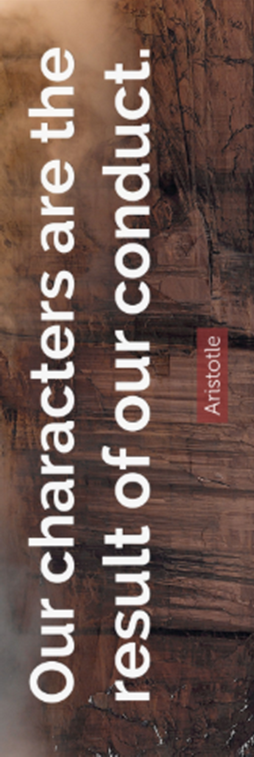 Our characters are the
result of our conduct.
Aristotle